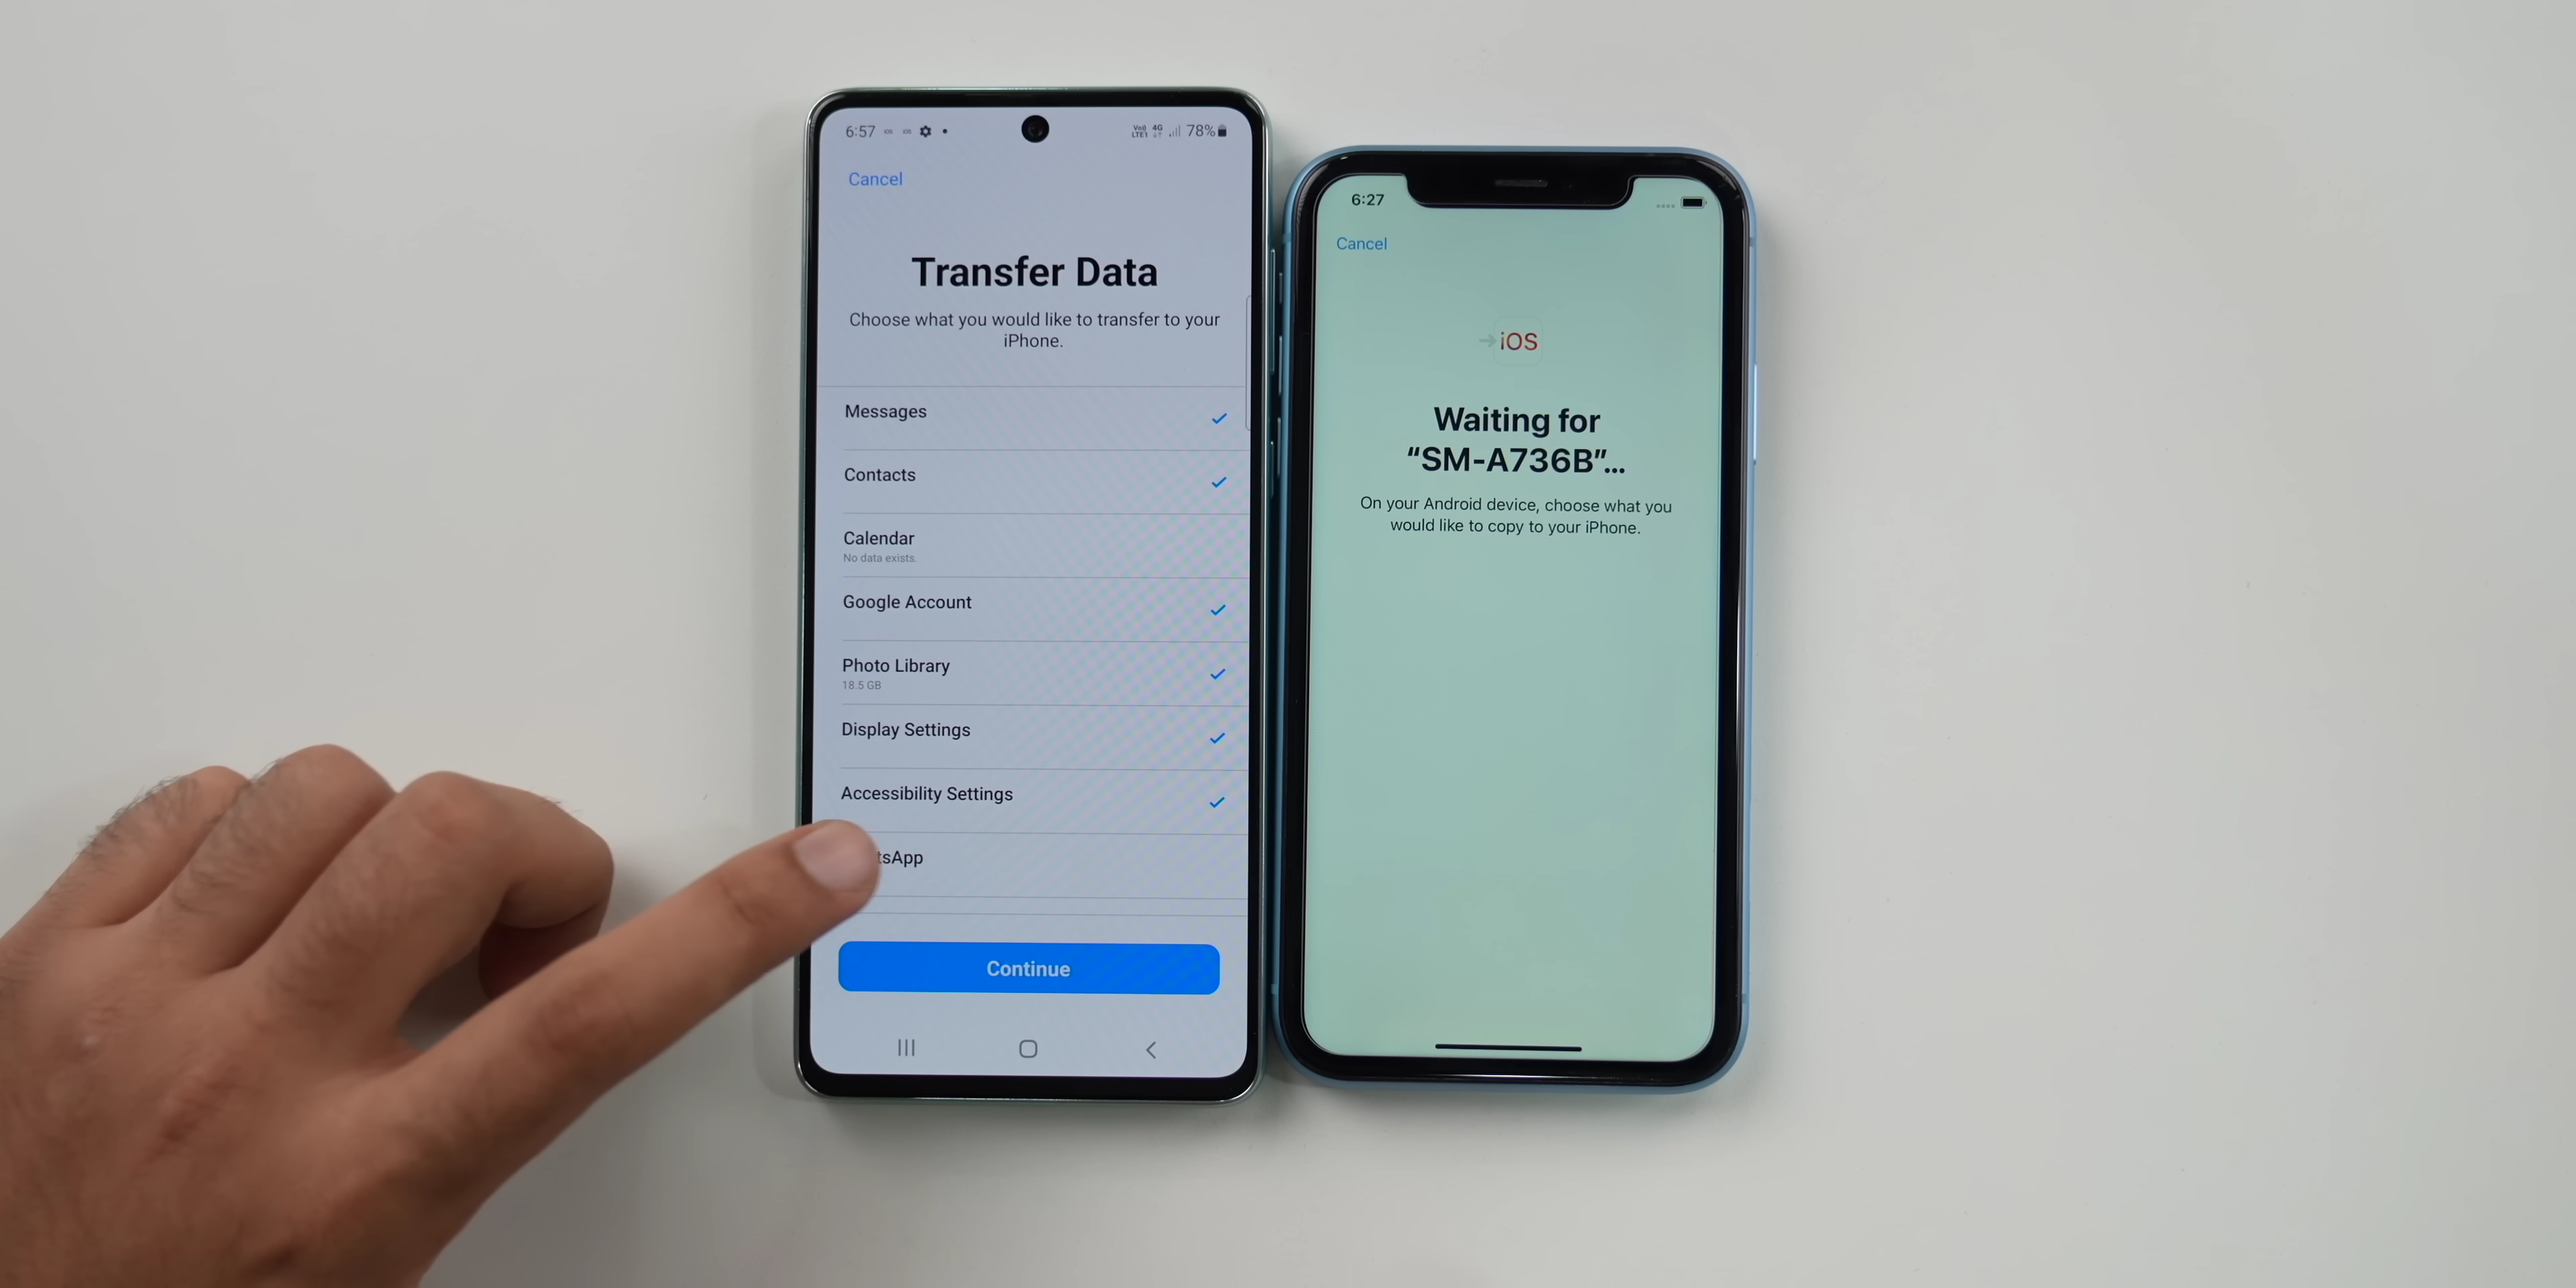 6:57
4G 78%
Cancel
Transfer Data
Choose what you would like to transfer to your
iPhone.
Messages
Contacts
Calendar
No data exists.
Google Account
Photo Library
18.5 GB
Display Settings
Accessibility Settings
tsApp
Continue
6:27
Cancel
iOS
Waiting for
“SM-A736B”...
On your Android device, choose what you
would like to copy to your iPhone.